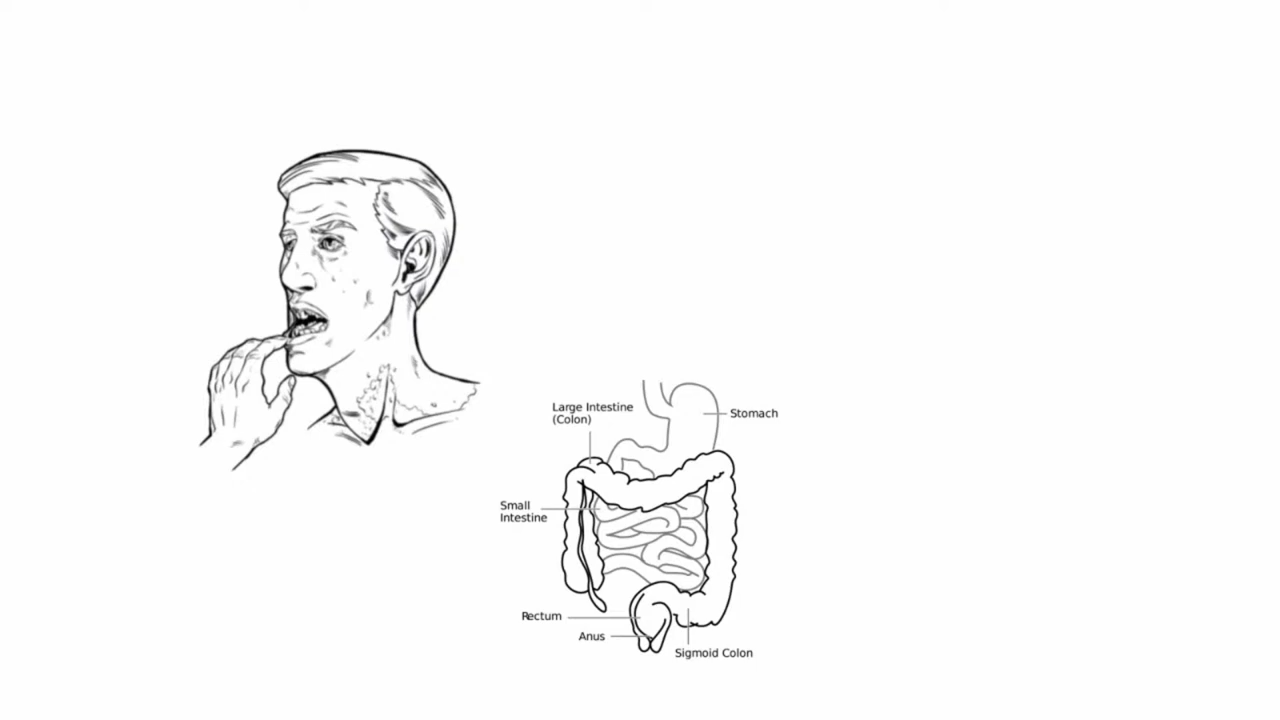 Large Intestine
(Colon)
Stomach
Small
Intestine
Rectum
Anus
Sigmoid Colon